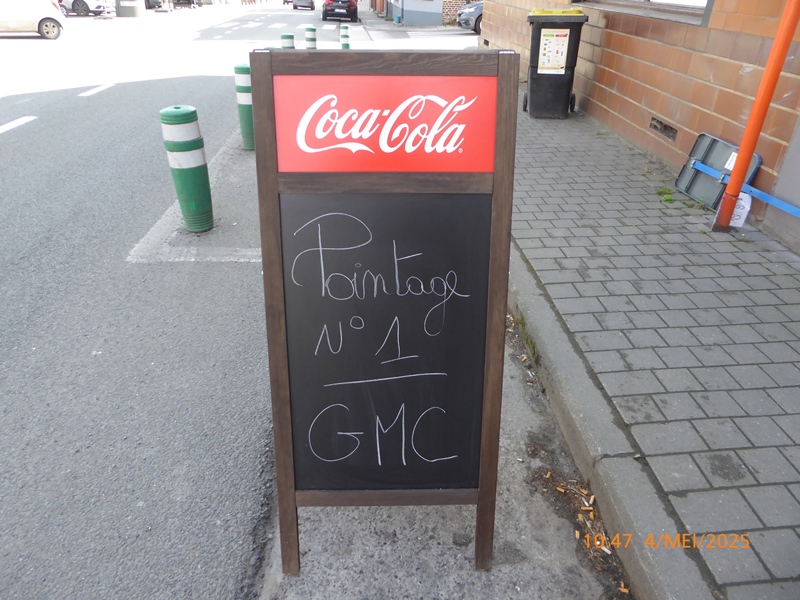 Coca-Cola
Pointage
N° 1
GMC
10:47 4/MEI/2025